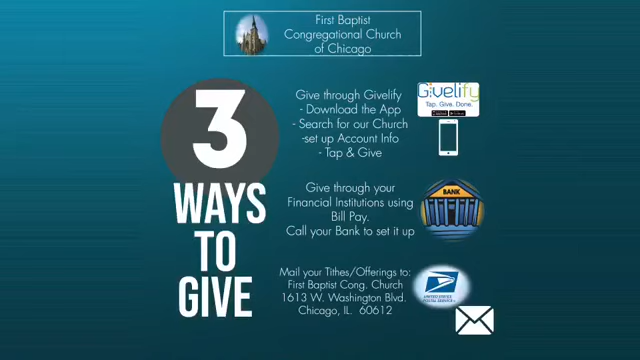 First Baptist
Congregational Church
of Chicago
3
WAYS
TO
GIVE
Give through Givelify
- Download the App
- Search for our Church
-set up Account Info
- Tap & Give
Givelify
Tap. Give. Done.
Give through your
Financial Institutions using
Bill Pay.
Call your Bank to set it up
BANK
Mail your Tithes/Offerings to:
First Baptist Cong. Church
1613 W. Washington Blvd.
Chicago, IL. 60612
UNITED STATES
POSTAL SERVICE